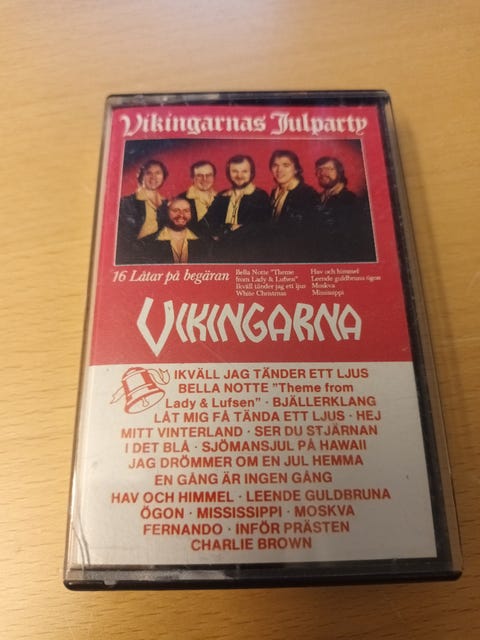 Vikingarnas Julparty
16 Låtar på begäran
Bella Notte "Theme
from Lady & Lufsen"
Ikväll tänder jag ett ljus
White Christmas
Hav och himmel
Leende guldbruna ögon
Moskva
Mississippi
VIKINGARNA
IKVÄLL JAG TÄNDER ETT LJUS
BELLA NOTTE "Theme from
Lady & Lufsen" · BJÄLLERKLANG
LÅT MIG FÅ TÄNDA ETT LJUS · HEJ
MITT VINTERLAND · SER DU STJÄRNAN
I DET BLÅ · SJÖMANSJUL PÅ HAWAII
JAG DRÖMMER OM EN JUL HEMMA
EN GÅNG ÄR INGEN GÅNG
HAV OCH HIMMEL · LEENDE GULDBRUNA
ÖGON · MISSISSIPPI · MOSKVA
FERNANDO · INFÖR PRÄSTEN
CHARLIE BROWN